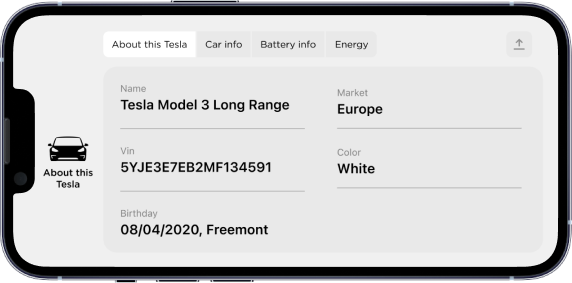 About this Tesla
Car info
Battery info
Energy
About this
Tesla
Name
Tesla Model 3 Long Range
Market
Europe
Vin
5YJE3E7EB2MF134591
Color
White
Birthday
08/04/2020, Freemont